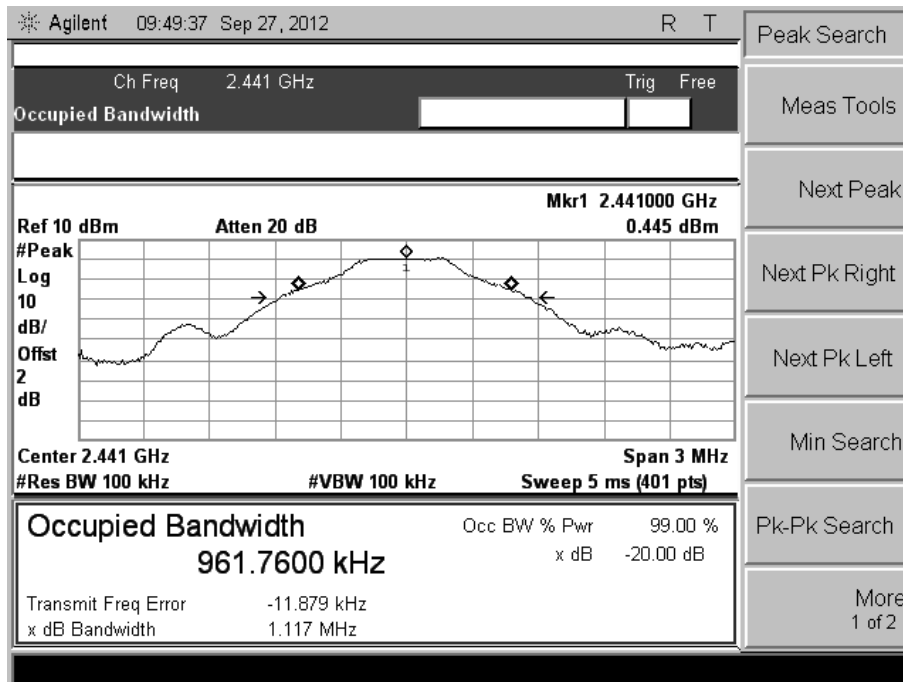 Agilent 09:49:37 Sep 27, 2012 R T
Ch Freq 2.441 GHz Trig Free
Occupied Bandwidth
Mkr1 2.441000 GHz
Ref 10 dBm Atten 20 dB 0.445 dBm
#Peak
Log
10
dB/
Offst
2
dB
1
Center 2.441 GHz Span 3 MHz
#Res BW 100 kHz #VBW 100 kHz Sweep 5 ms (401 pts)
Occupied Bandwidth
961.7600 kHz
Occ BW % Pwr 99.00 %
x dB -20.00 dB
Transmit Freq Error -11.879 kHz
x dB Bandwidth 1.117 MHz
Peak Search
Meas Tools
Next Peak
Next Pk Right
Next Pk Left
Min Search
Pk-Pk Search
More
1 of 2